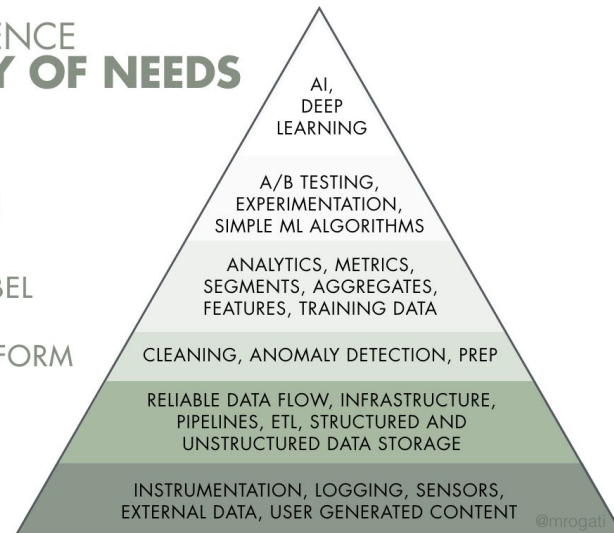 ENCE
Y OF NEEDS
AI,
DEEP
LEARNING
A/B TESTING,
EXPERIMENTATION,
SIMPLE ML ALGORITHMS
BEL
ANALYTICS, METRICS,
SEGMENTS, AGGREGATES,
FEATURES, TRAINING DATA
FORM
CLEANING, ANOMALY DETECTION, PREP
RELIABLE DATA FLOW, INFRASTRUCTURE,
PIPELINES, ETL, STRUCTURED AND
UNSTRUCTURED DATA STORAGE
INSTRUMENTATION, LOGGING, SENSORS,
EXTERNAL DATA, USER GENERATED CONTENT
@mrogati